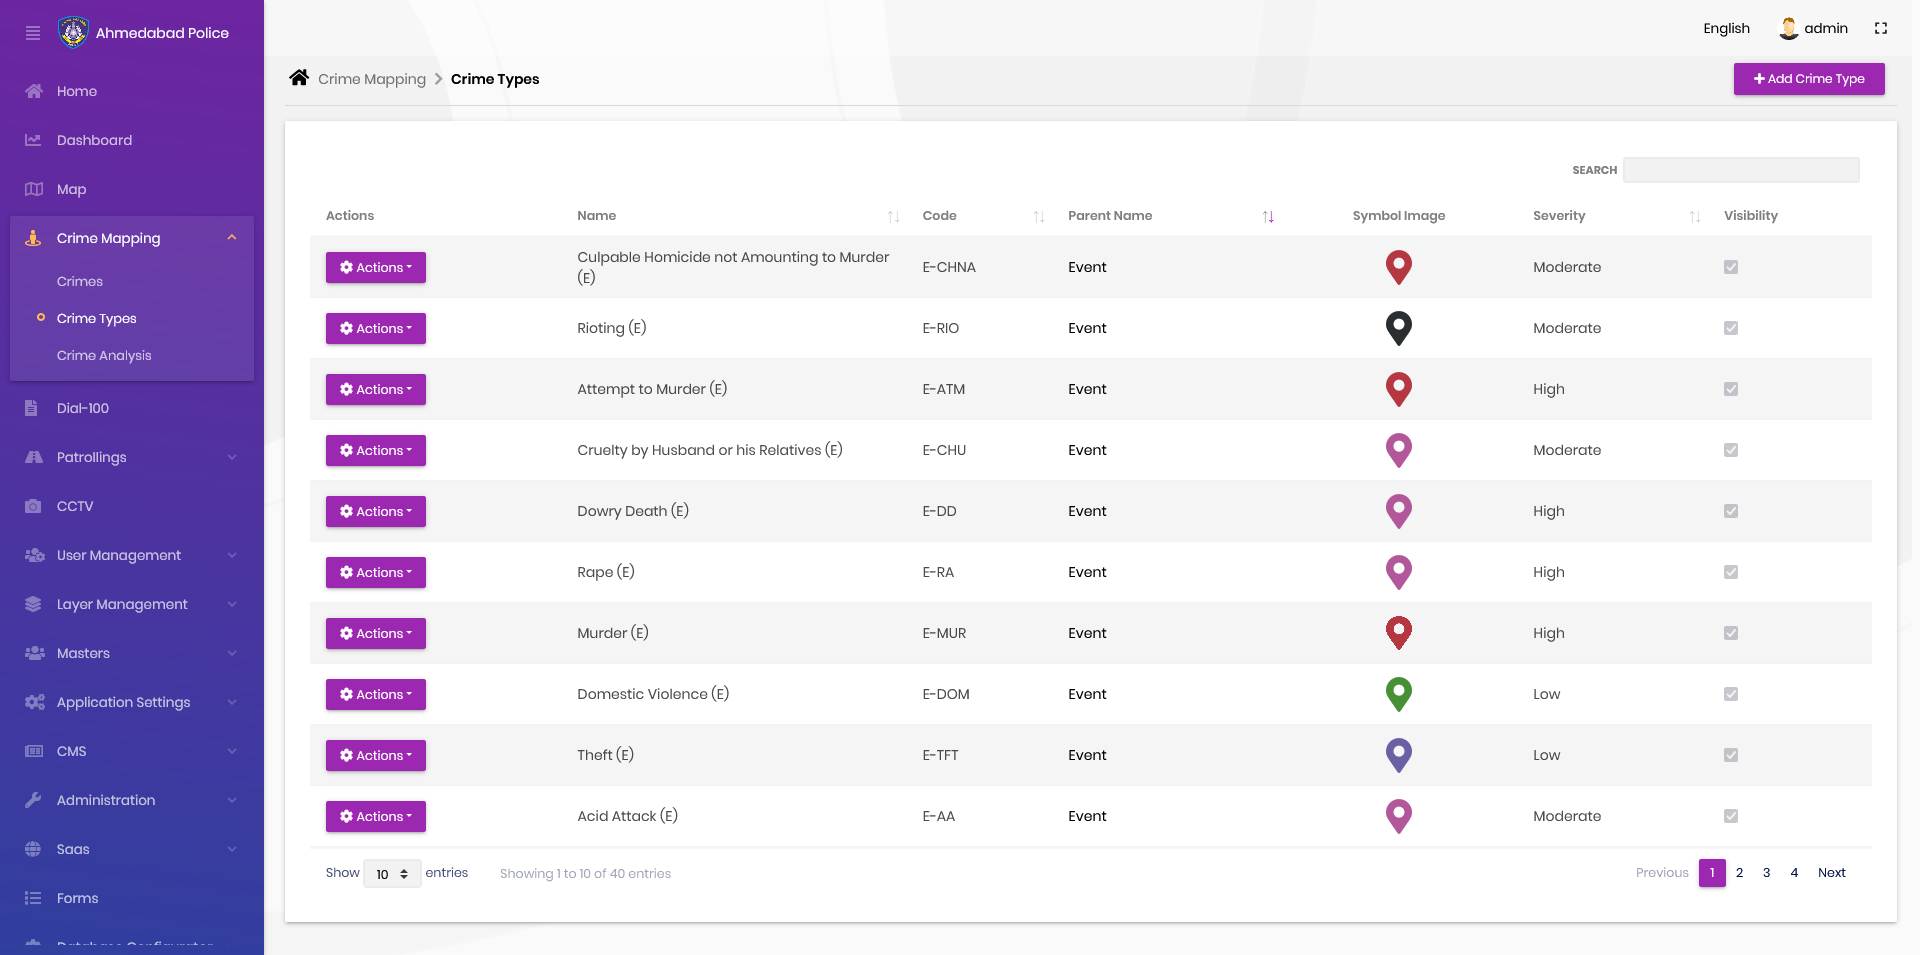 Ahmedabad Police
English
admin
Home
Dashboard
Map
Crime Mapping
Crimes
Crime Types
Crime Analysis
Dial-100
Patrollings
CCTV
User Management
Layer Management
Masters
Application Settings
CMS
Administration
Saas
Forms
Database Configurator
Crime Mapping > Crime Types
+ Add Crime Type
SEARCH
Actions Name Code Parent Name Symbol Image Severity Visibility
Actions Culpable Homicide not Amounting to Murder
(E) E-CHNA Event Moderate
Actions Rioting (E) E-RIO Event Moderate
Actions Attempt to Murder (E) E-ATM Event High
Actions Cruelty by Husband or his Relatives (E) E-CHU Event Moderate
Actions Dowry Death (E) E-DD Event High
Actions Rape (E) E-RA Event High
Actions Murder (E) E-MUR Event High
Actions Domestic Violence (E) E-DOM Event Low
Actions Theft (E) E-TFT Event Low
Actions Acid Attack (E) E-AA Event Moderate
Show 10 entries Showing 1 to 10 of 40 entries
Previous 1 2 3 4 Next